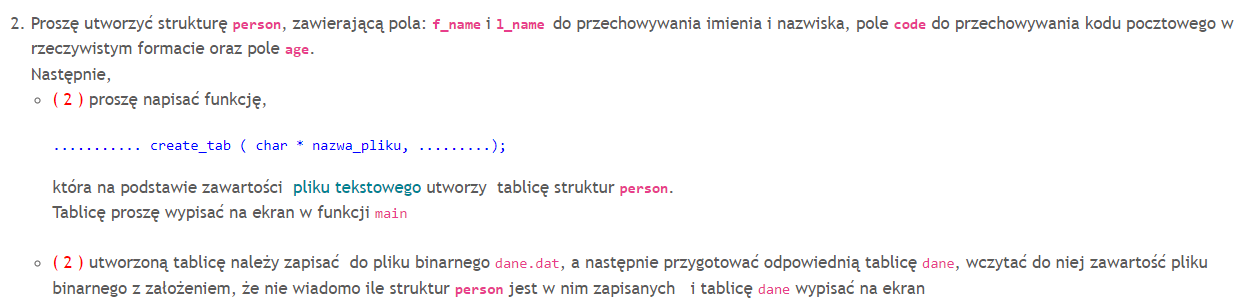 2. Proszę utworzyć strukturę person, zawierającą pola: f_name i l_name do przechowywania imienia i nazwiska, pole code do przechowywania kodu pocztowego w
rzeczywistym formacie oraz pole age.
Następnie,
( 2 ) proszę napisać funkcję,
........... create_tab ( char * nazwa_pliku, .........);
która na podstawie zawartości pliku tekstowego utworzy tablicę struktur person.
Tablicę proszę wypisać na ekran w funkcji main
( 2 ) utworzoną tablicę należy zapisać do pliku binarnego dane.dat, a następnie przygotować odpowiednią tablicę dane, wczytać do niej zawartość pliku
binarnego z założeniem, że nie wiadomo ile struktur person jest w nim zapisanych i tablicę dane wypisać na ekran